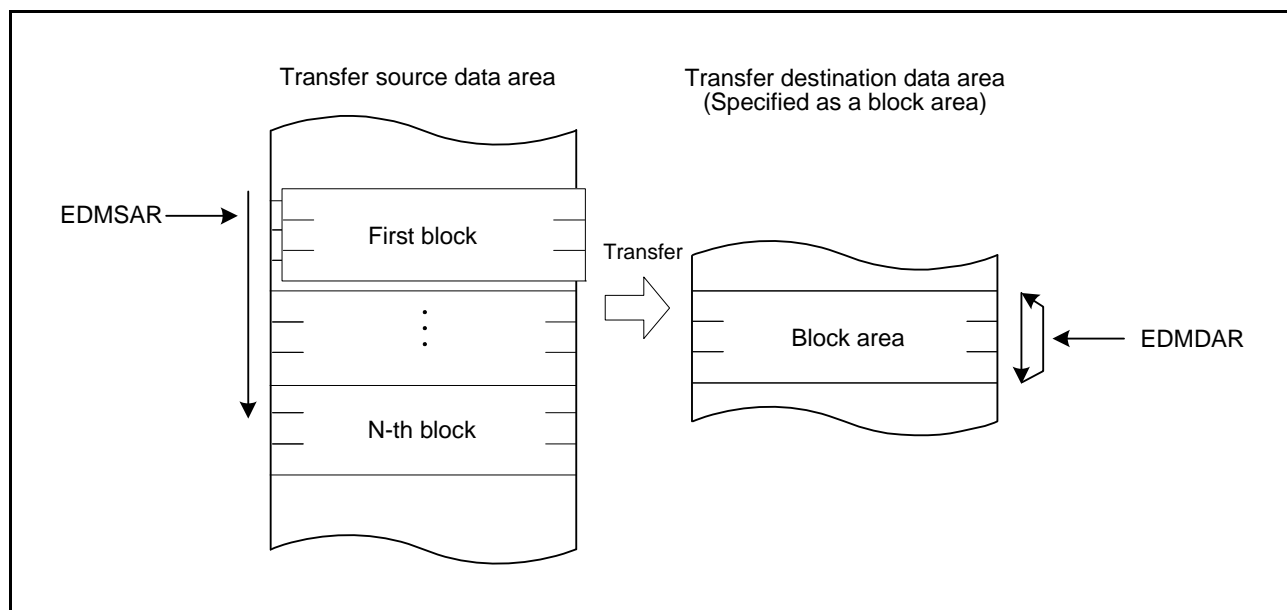 Transfer source data area
Transfer destination data area
(Specified as a block area)
EDMSAR
First block
Transfer
Block area
EDMDAR
N-th block